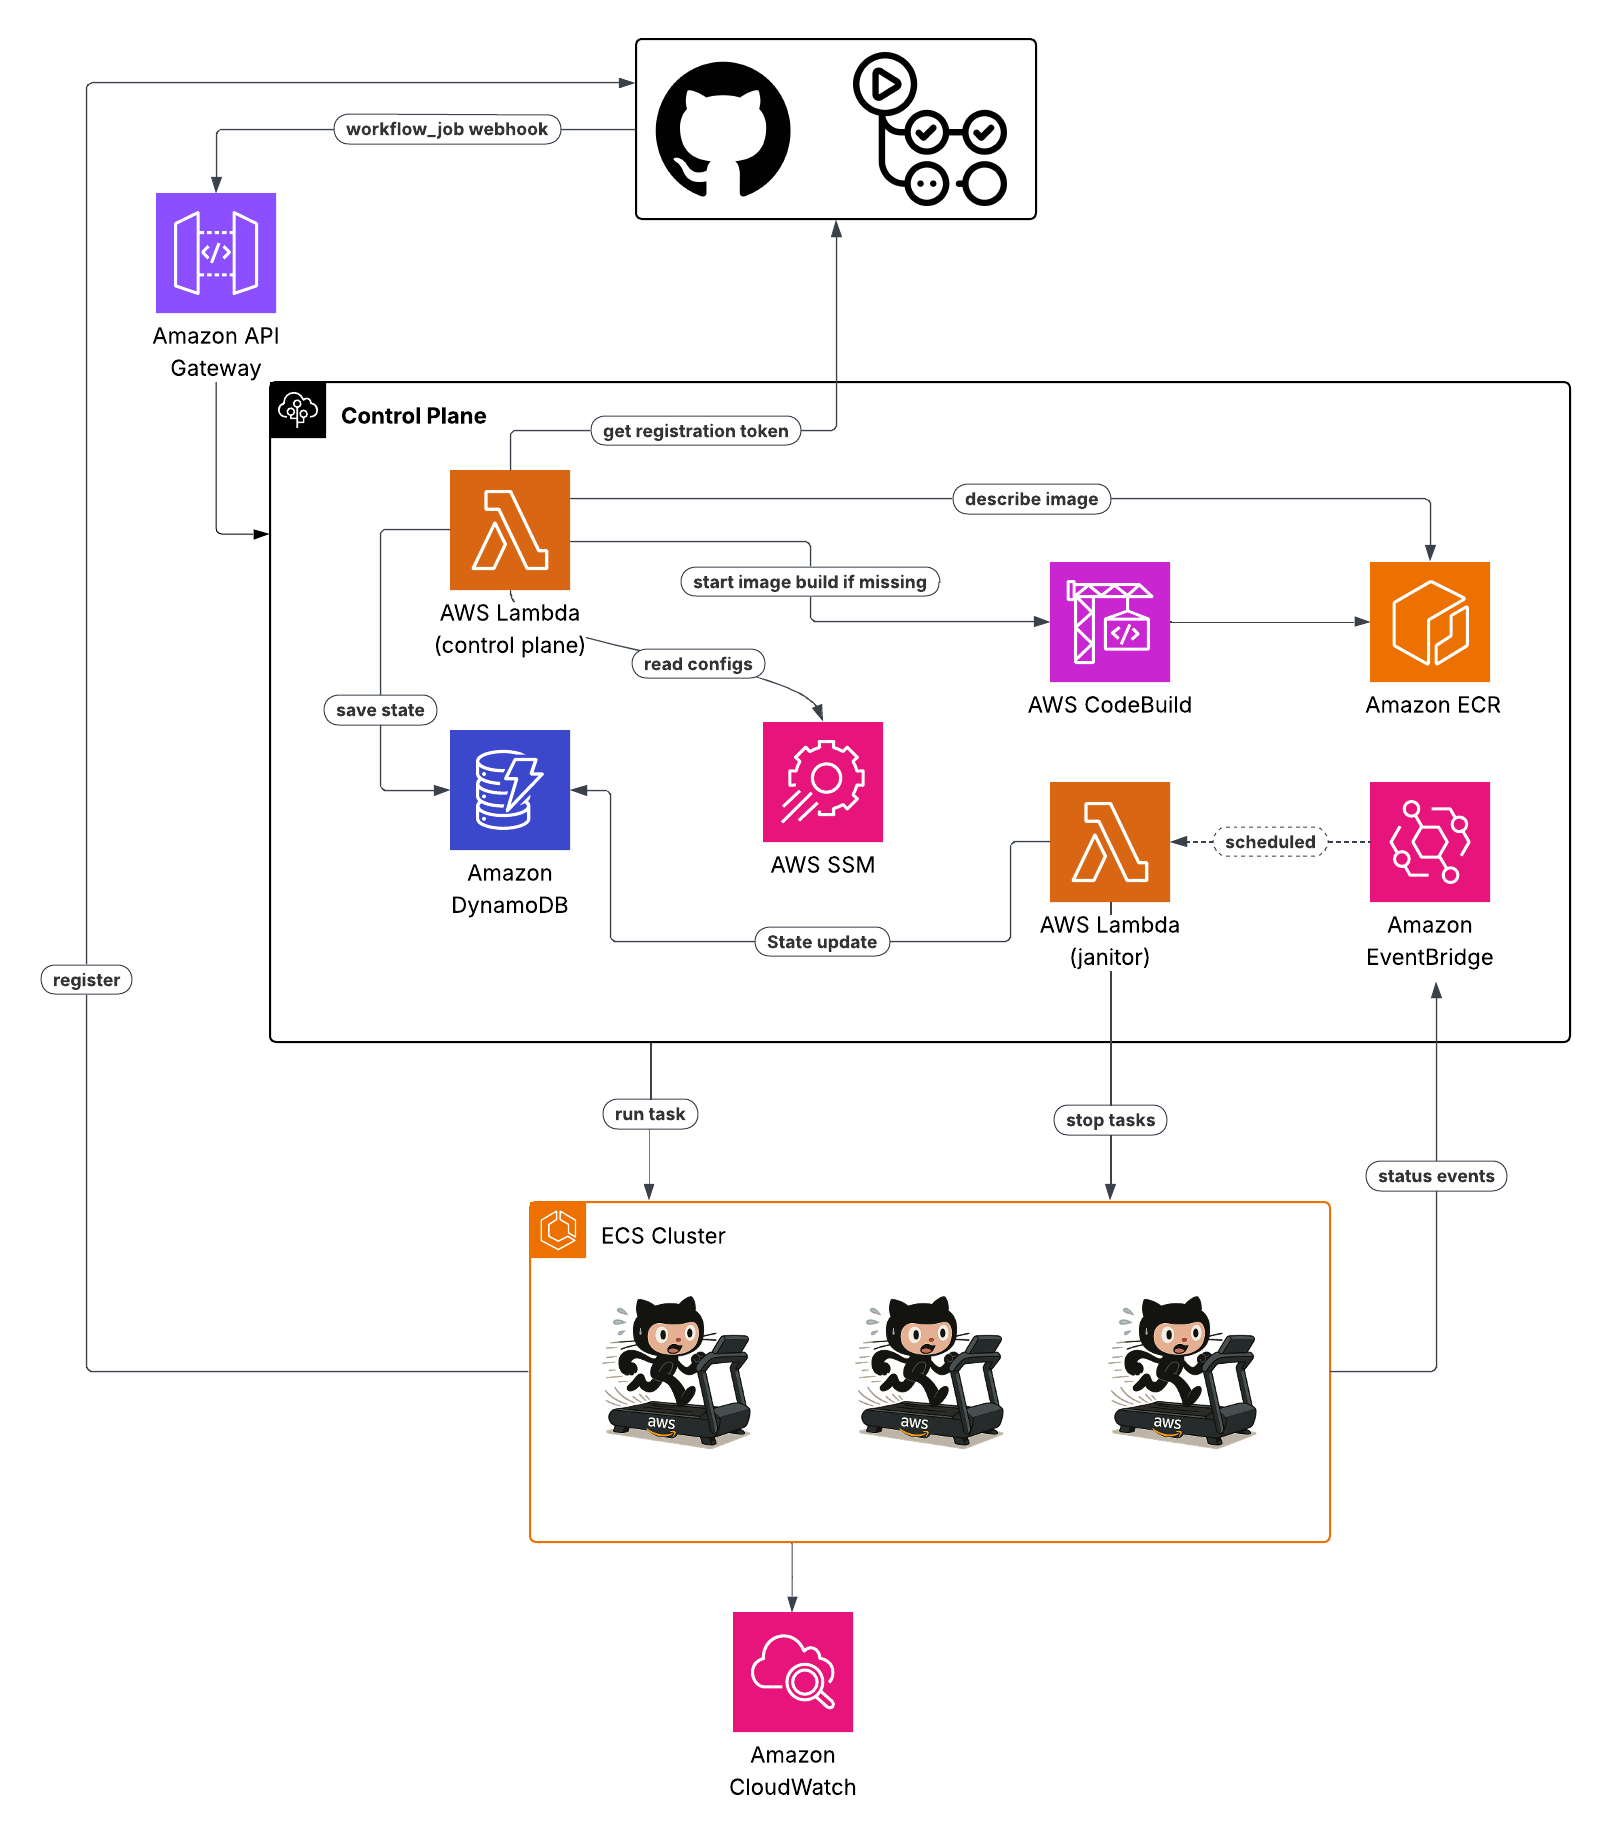 workflow_job webhook
Amazon API
Gateway
Control Plane
get registration token
describe image
start image build if missing
AWS Lambda
(control plane)
read configs
AWS CodeBuild
Amazon ECR
save state
AWS SSM
Amazon
DynamoDB
scheduled
State update
AWS Lambda
(janitor)
Amazon
EventBridge
register
run task
stop tasks
status events
ECS Cluster
aws
aws
aws
Amazon
CloudWatch